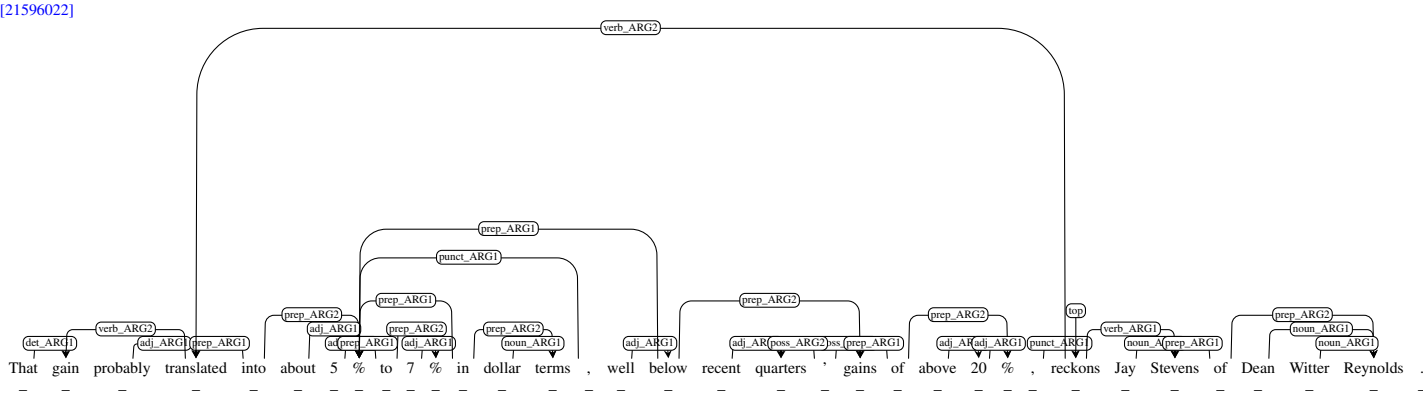 [21596022]
verb_ARG2
prep_ARG1
punct_ARG1
prep_ARG1 prep_ARG2
top
prep_ARG2 prep_ARG2 prep_ARG2
verb_ARG2 adj_ARG1 prep_ARG2 prep_ARG2 verb_ARG1 noun_ARG1
det_ARG1 adj_ARG1 prep_ARG1 prep_ARG1 adj_ARG1 noun_ARG1 adj_ARG1 poss_ARG2 prep_ARG1 adj_ARG1 punct_ARG1 prep_ARG1 noun_ARG1
That gain probably translated into about 5 % to 7 % in dollar terms , well below recent quarters ' gains of above 20 % , reckons Jay Stevens of Dean Witter Reynolds .
_ _ _ _ _ _ _ _ _ _ _ _ _ _ _ _ _ _ _ _ _ _ _ _ _ _ _ _ _ _ _ _ _ _